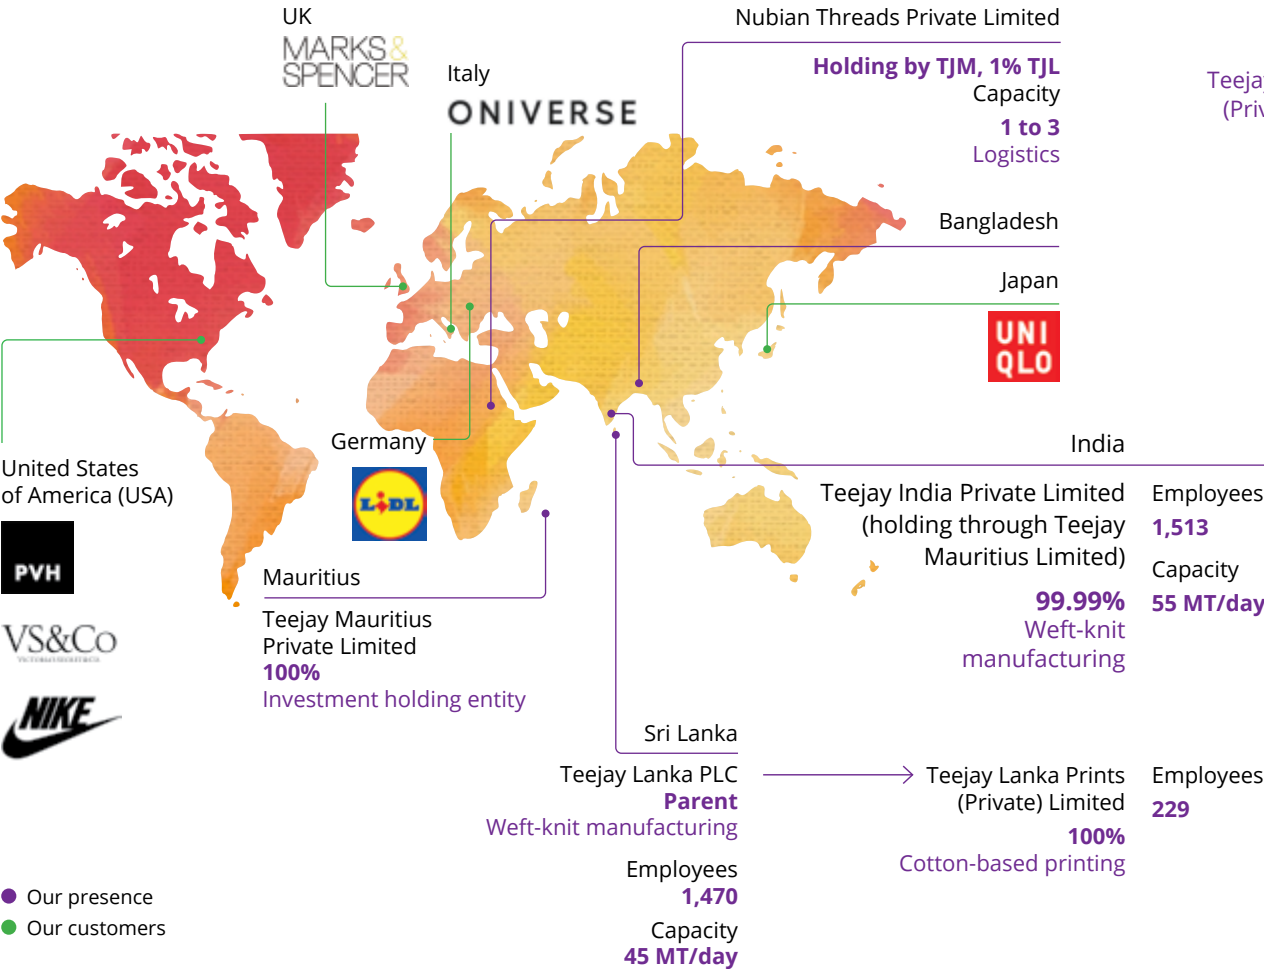 UK
MARKS&
SPENCER
Italy
ONIVERSE
Nubian Threads Private Limited
Holding by TJM, 1% TJL
Capacity
1 to 3
Logistics
Teejay
(Priv
Bangladesh
Japan
UNI
QLO
India
Teejay India Private Limited
(holding through Teejay
Mauritius Limited)
99.99%
Weft-knit
manufacturing
Employees
1,513
Capacity
55 MT/day
Germany
LiDL
United States
of America (USA)
PVH
VS&Co
NIKE
Mauritius
Teejay Mauritius
Private Limited
100%
Investment holding entity
Sri Lanka
Teejay Lanka PLC
Parent
Weft-knit manufacturing
Employees
1,470
Capacity
45 MT/day
Teejay Lanka Prints
(Private) Limited
100%
Cotton-based printing
Employees
229
Our presence
Our customers